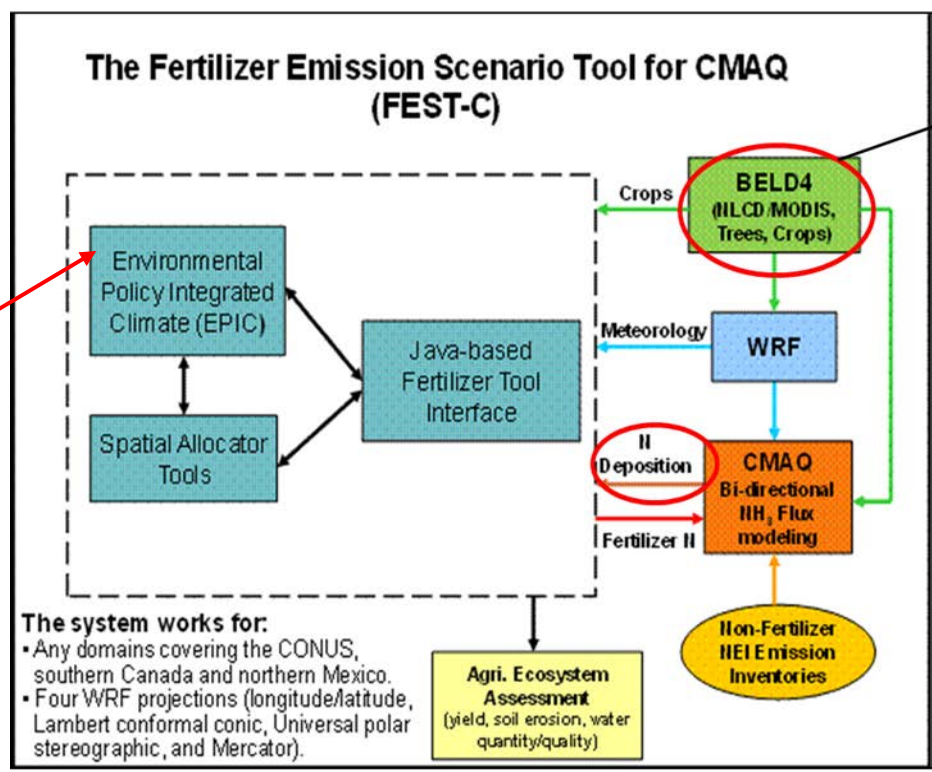 The Fertilizer Emission Scenario Tool for CMAQ
(FEST-C)
BELD4
(NLCD/MODIS,
Trees, Crops)
Crops
Environmental
Policy Integrated
Climate (EPIC)
Java-based
Fertilizer Tool
Interface
Meteorology
WRF
Spatial Allocator
Tools
N
Deposition
CMAQ
Bi-directional
NH3 Flux
modeling
Fertilizer N
Non-Fertilizer
NEI Emission
Inventories
The system works for:
▪ Any domains covering the CONUS,
southern Canada and northern Mexico.
▪ Four WRF projections (longitude/latitude,
Lambert conformal conic, Universal polar
stereographic, and Mercator).
Agri. Ecosystem
Assessment
(yield, soil erosion, water
quantity/quality)